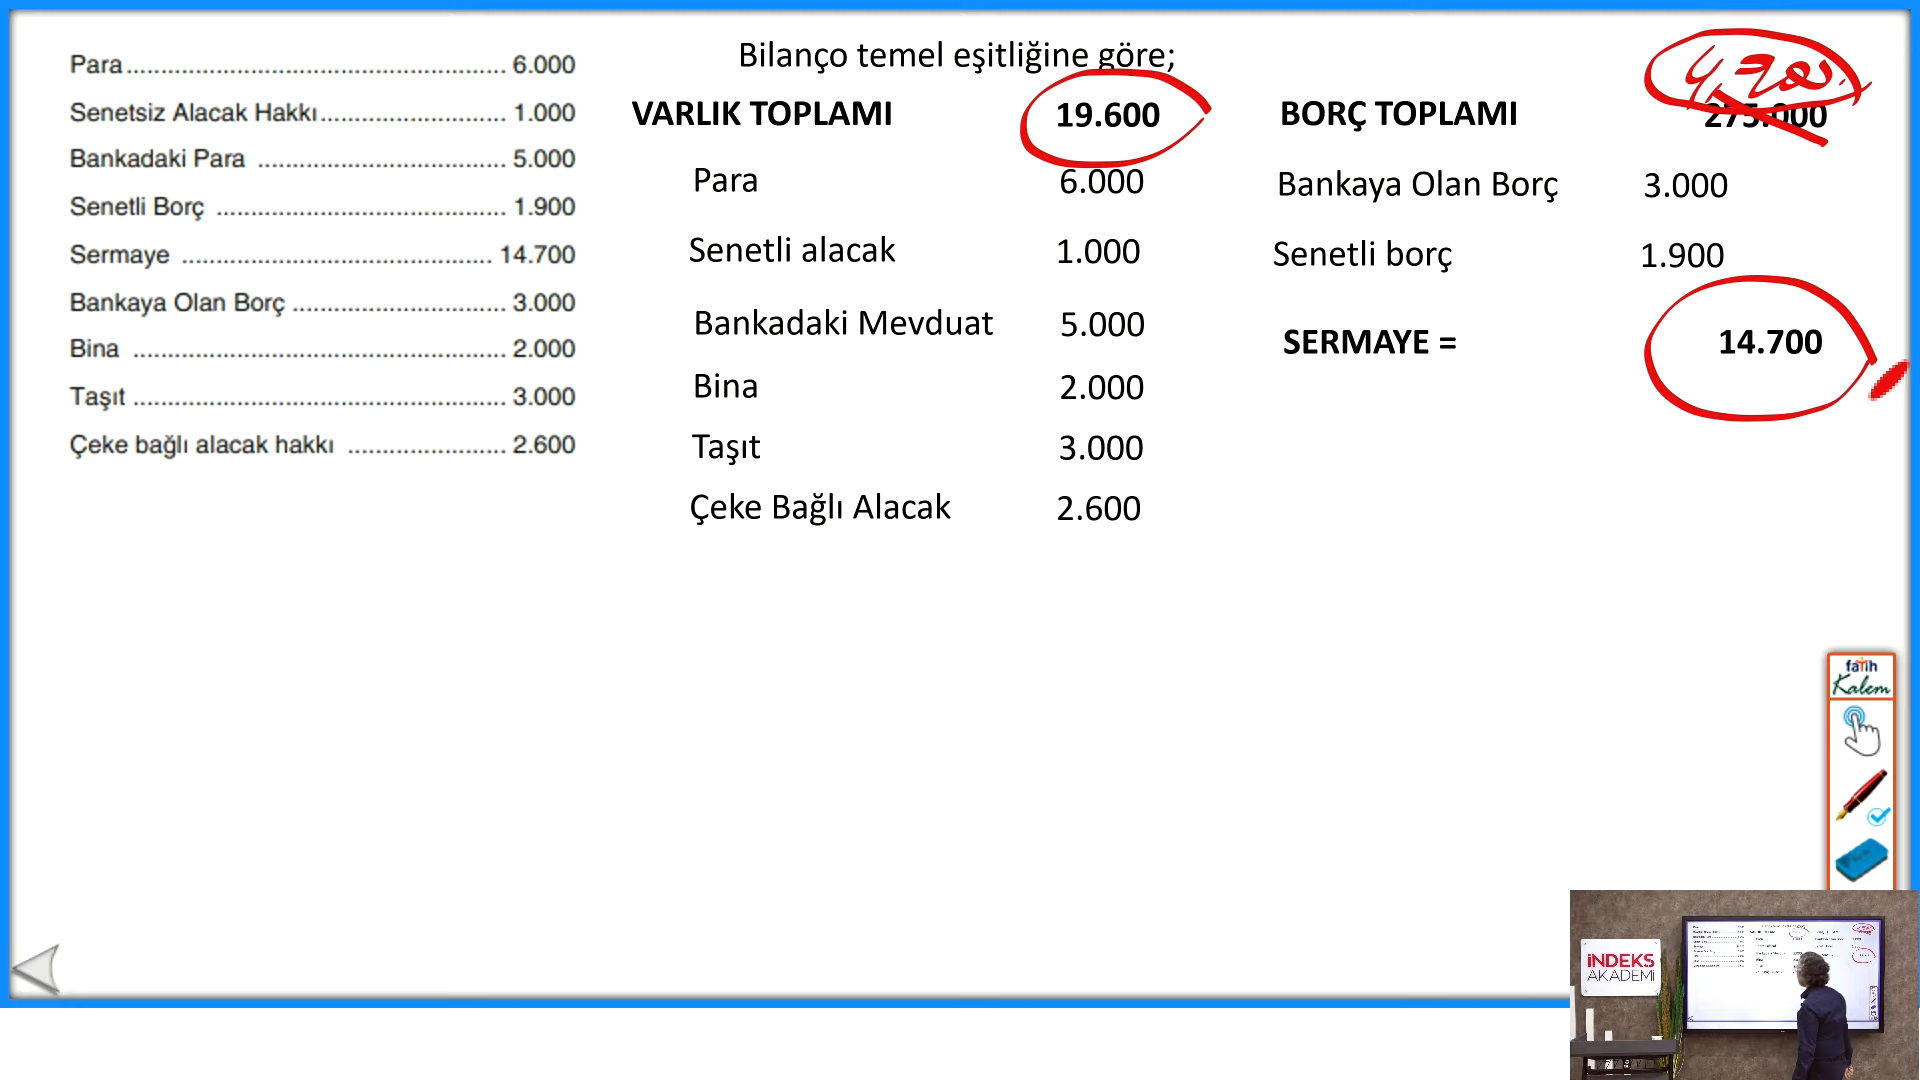 Para.................................................... 6.000
Senetsiz Alacak Hakkı.......................... 1.000
Bankadaki Para ................................... 5.000
Senetli Borç ......................................... 1.900
Sermaye ............................................ 14.700
Bankaya Olan Borç .............................. 3.000
Bina ..................................................... 2.000
Taşıt ..................................................... 3.000
Çeke bağlı alacak hakkı ....................... 2.600
Bilanço temel eşitliğine göre;
VARLIK TOPLAMI 19.600
Para 6.000
Senetli alacak 1.000
Bankadaki Mevduat 5.000
Bina 2.000
Taşıt 3.000
Çeke Bağlı Alacak 2.600
BORÇ TOPLAMI 275.000
Bankaya Olan Borç 3.000
Senetli borç 1.900
SERMAYE = 14.700
fatih
Kalem
İNDEKS
AKADEMİ